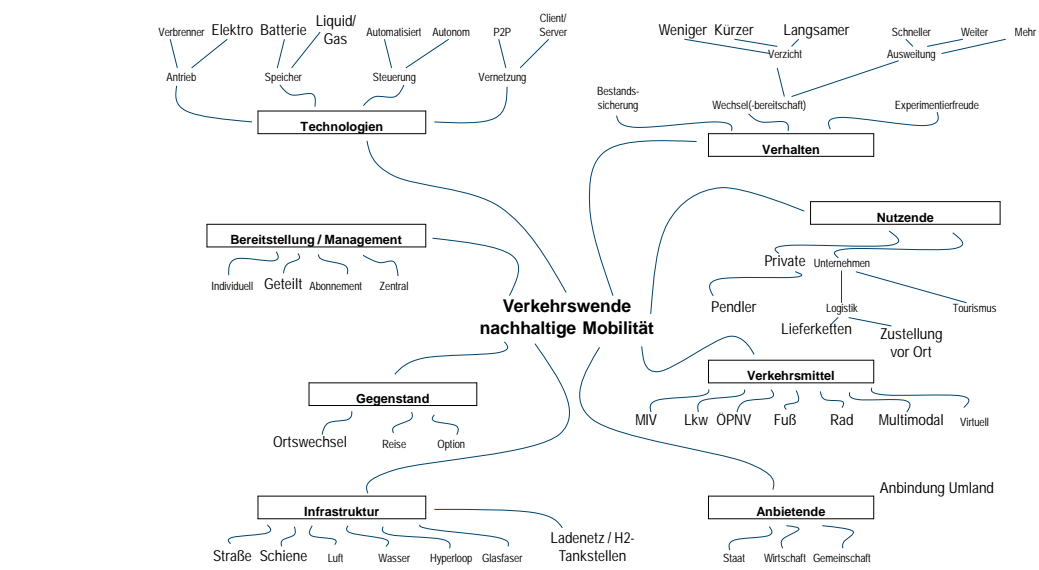 Verbrenner
Elektro
Batterie
Liquid/
Gas
Automatisiert
Autonom
P2P
Client/
Server
Antrieb
Speicher
Steuerung
Vernetzung
Technologien
Weniger
Kürzer
Langsamer
Schneller
Weiter
Mehr
Verzicht
Ausweitung
Bestands-
sicherung
Wechsel(-bereitschaft)
Experimentierfreude
Verhalten
Nutzende
Private
Unternehmen
Pendler
Logistik
Tourismus
Lieferketten
Zustellung
vor Ort
Bereitstellung / Management
Individuell
Geteilt
Abonnement
Zentral
Verkehrswende
nachhaltige Mobilität
Verkehrsmittel
MIV
Lkw
ÖPNV
Fuß
Rad
Multimodal
Virtuell
Gegenstand
Ortswechsel
Reise
Option
Infrastruktur
Straße
Schiene
Luft
Wasser
Hyperloop
Glasfaser
Ladenetz / H2-
Tankstellen
Anbindung Umland
Anbietende
Staat
Wirtschaft
Gemeinschaft